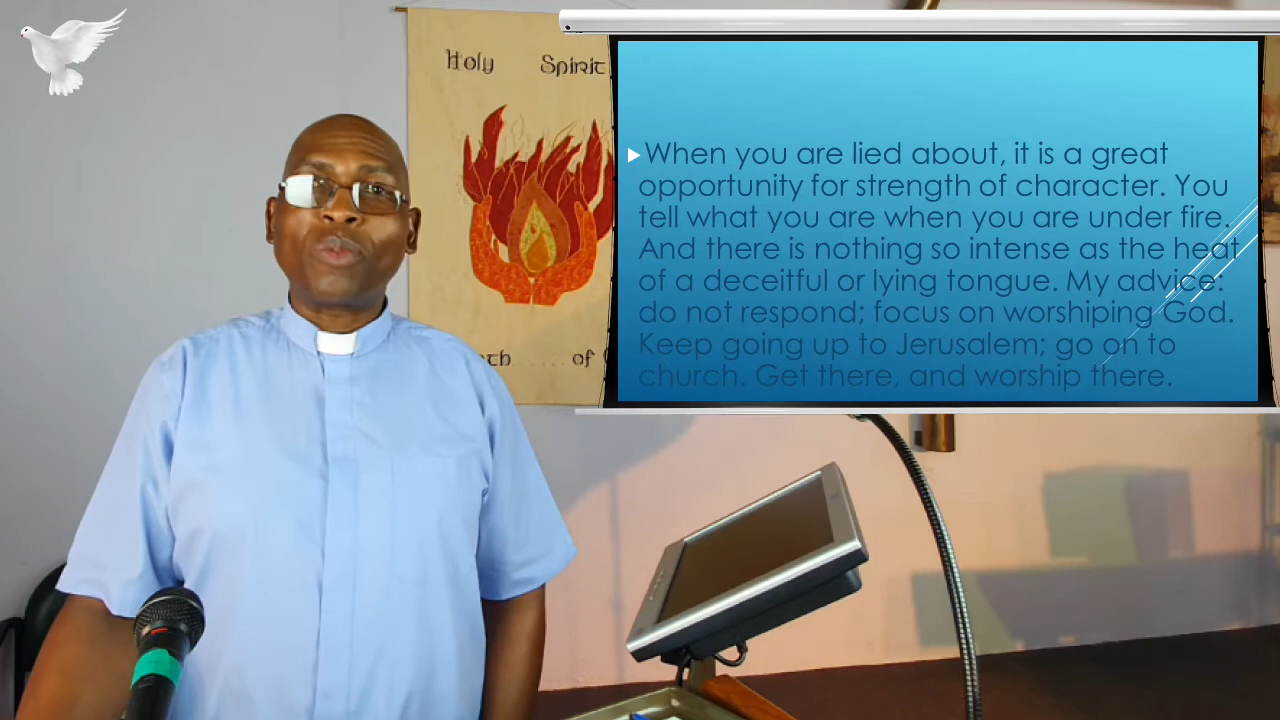 Holy Spirit
When you are lied about, it is a great
opportunity for strength of character. You
tell what you are when you are under fire.
And there is nothing so intense as the heat
of a deceitful or lying tongue. My advice:
do not respond; focus on worshiping God.
Keep going up to Jerusalem; go on to
church. Get there, and worship there.
of